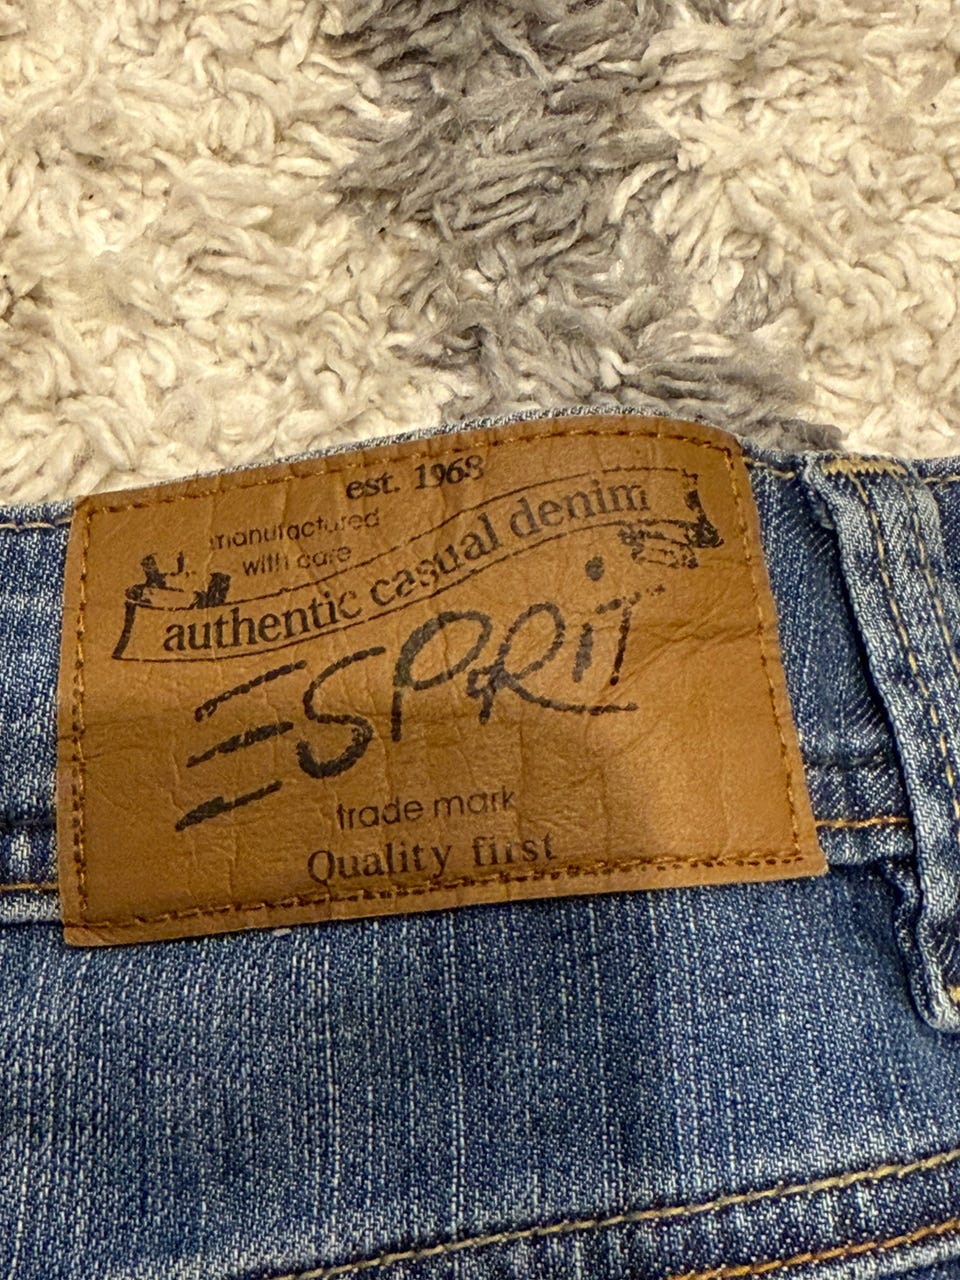 est. 1968
manufactured
with care
authentic casual denim
ESPRiT
trade mark
Quality first